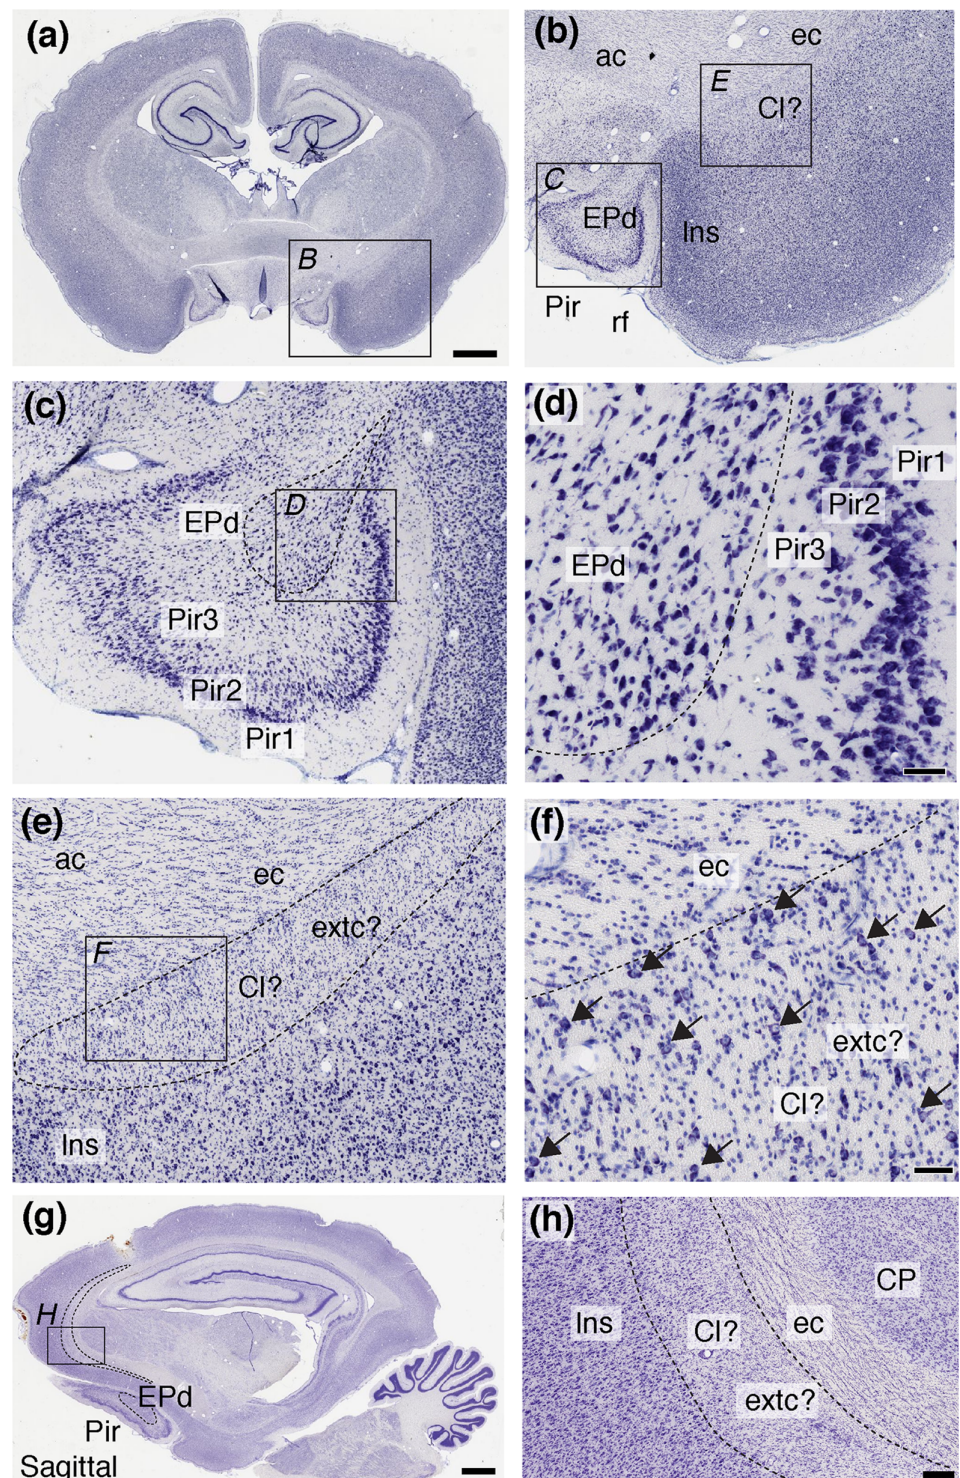 (a)
B
(b)
ac
ec
E
Cl?
C
EPd
Ins
Pir
rf
(c)
EPd
D
Pir3
Pir2
Pir1
(d)
Pir1
Pir2
Pir3
EPd
(e)
ac
ec
extc?
F
Cl?
Ins
(f)
ec
extc?
Cl?
(g)
H
EPd
Pir
Sagittal
(h)
CP
Ins
Cl?
ec
extc?